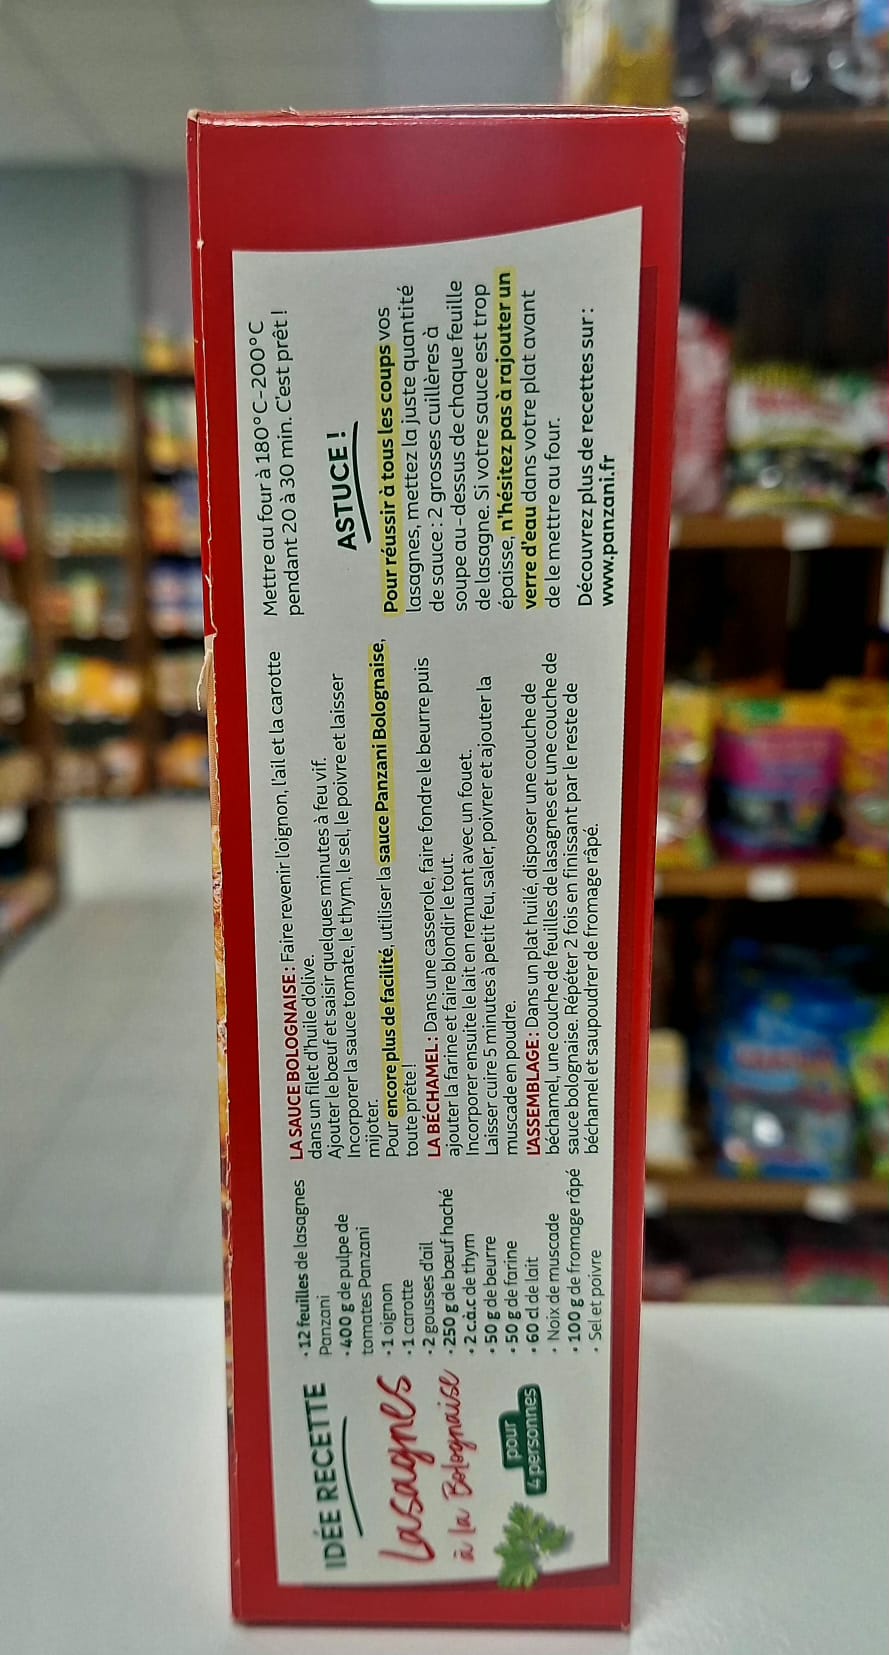 IDÉE RECETTE
Lasagnes
à la Bolognaise
pour
4 personnes
• 12 feuilles de lasagnes
Panzani
• 400 g de pulpe de
tomates Panzani
• 1 oignon
• 1 carotte
• 2 gousses d'ail
• 250 g de bœuf haché
• 2 c.à.c de thym
• 50 g de beurre
• 50 g de farine
• 60 cl de lait
• Noix de muscade
• 100 g de fromage râpé
• Sel et poivre
LA SAUCE BOLOGNAISE : Faire revenir l'oignon, l'ail et la carotte
dans un filet d'huile d'olive.
Ajouter le bœuf et saisir quelques minutes à feu vif.
Incorporer la sauce tomate, le thym, le sel, le poivre et laisser
mijoter.
Pour encore plus de facilité, utiliser la sauce Panzani Bolognaise,
toute prête !
LA BÉCHAMEL : Dans une casserole, faire fondre le beurre puis
ajouter la farine et faire blondir le tout.
Incorporer ensuite le lait en remuant avec un fouet.
Laisser cuire 5 minutes à petit feu, saler, poivrer et ajouter la
muscade en poudre.
L'ASSEMBLAGE : Dans un plat huilé, disposer une couche de
béchamel, une couche de feuilles de lasagnes et une couche de
sauce bolognaise. Répéter 2 fois en finissant par le reste de
béchamel et saupoudrer de fromage râpé.
Mettre au four à 180°C-200°C
pendant 20 à 30 min. C'est prêt !
ASTUCE !
Pour réussir à tous les coups vos
lasagnes, mettez la juste quantité
de sauce : 2 grosses cuillères à
soupe au-dessus de chaque feuille
de lasagne. Si votre sauce est trop
épaisse, n'hésitez pas à rajouter un
verre d'eau dans votre plat avant
de le mettre au four.
Découvrez plus de recettes sur :
www.panzani.fr